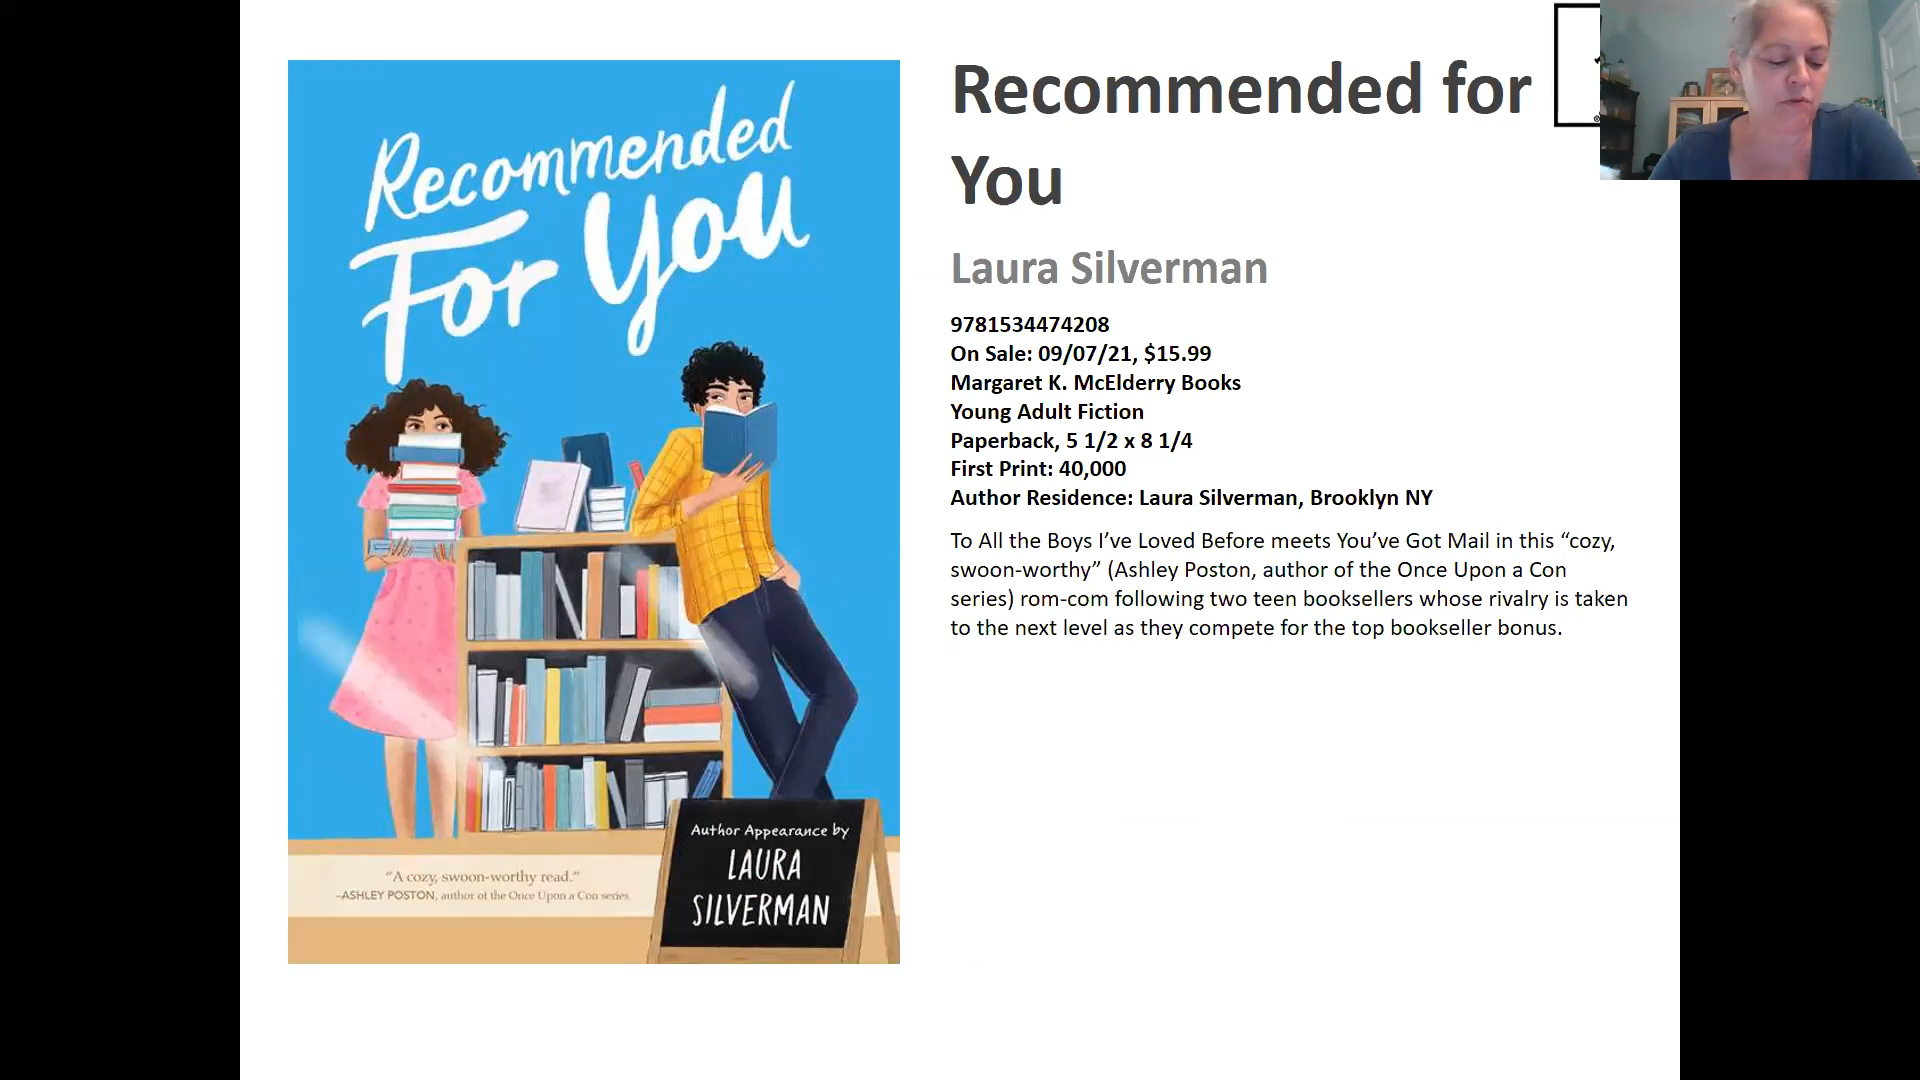 Recommended
For You
Author Appearance by
LAURA
SILVERMAN
“A cozy, swoon-worthy read.”
–ASHLEY POSTON, author of the Once Upon a Con series
Recommended for
You
Laura Silverman
9781534474208
On Sale: 09/07/21, $15.99
Margaret K. McElderry Books
Young Adult Fiction
Paperback, 5 1/2 x 8 1/4
First Print: 40,000
Author Residence: Laura Silverman, Brooklyn NY
To All the Boys I’ve Loved Before meets You’ve Got Mail in this “cozy,
swoon-worthy” (Ashley Poston, author of the Once Upon a Con
series) rom-com following two teen booksellers whose rivalry is taken
to the next level as they compete for the top bookseller bonus.